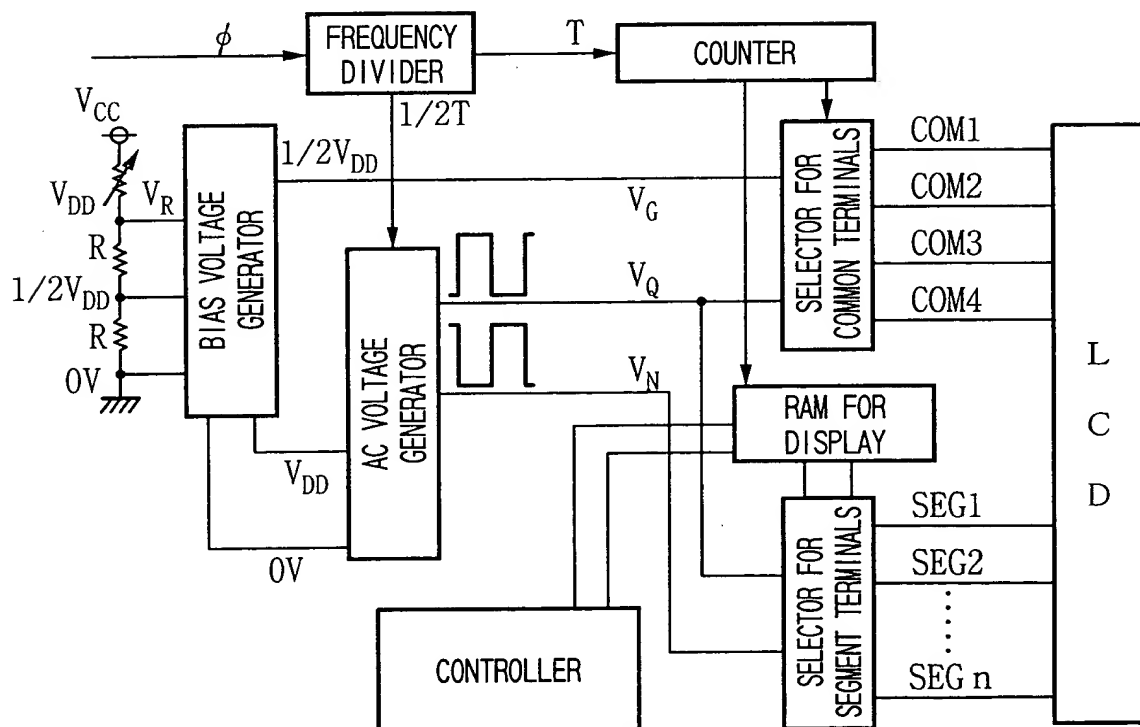 ϕ
FREQUENCY
DIVIDER
T
COUNTER
1/2T
V_CC
V_DD
V_R
R
1/2V_DD
R
0V
BIAS VOLTAGE
GENERATOR
1/2V_DD
V_G
V_Q
V_N
AC VOLTAGE
GENERATOR
V_DD
0V
SELECTOR FOR
COMMON TERMINALS
COM1
COM2
COM3
COM4
RAM FOR
DISPLAY
SELECTOR FOR
SEGMENT TERMINALS
SEG1
SEG2
SEG n
L
C
D
CONTROLLER